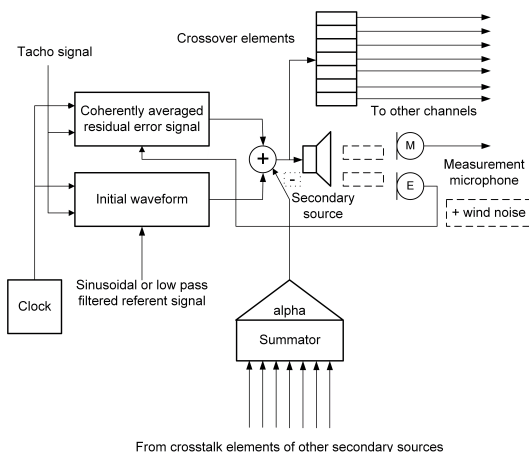 Crossover elements
Tacho signal
Coherently averaged
residual error signal
To other channels
+
M
Measurement
microphone
-
Initial waveform
Secondary
source
E
+ wind noise
Sinusoidal or low pass
filtered referent signal
Clock
alpha
Summator
From crosstalk elements of other secondary sources